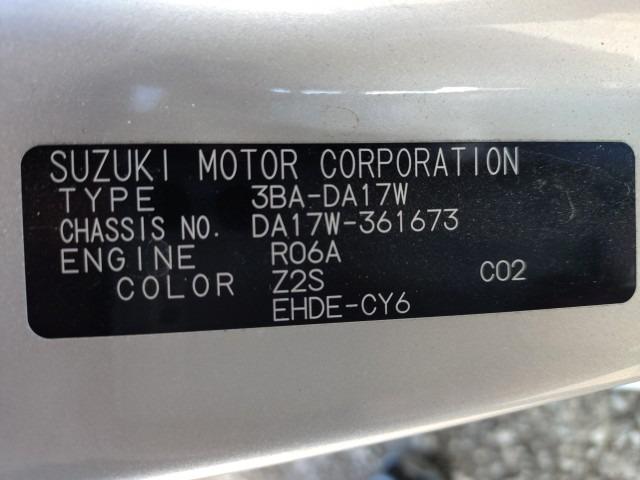 SUZUKI MOTOR CORPORATION
TYPE 3BA-DA17W
CHASSIS NO. DA17W-361673
ENGINE R06A
COLOR Z2S C02
EHDE-CY6